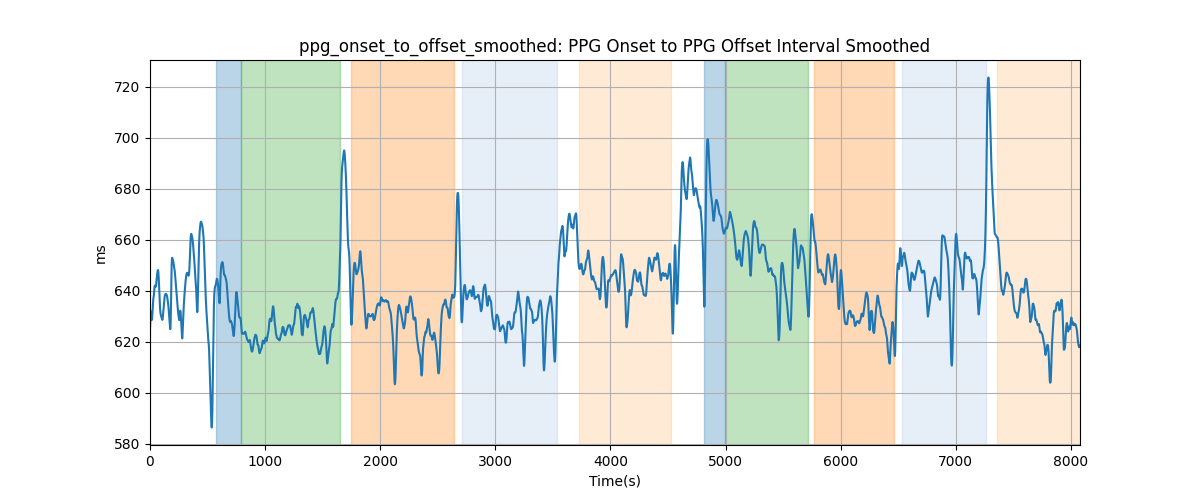 ppg_onset_to_offset_smoothed: PPG Onset to PPG Offset Interval Smoothed
720
700
680
660
640
620
600
580
ms
0 1000 2000 3000 4000 5000 6000 7000 8000
Time(s)